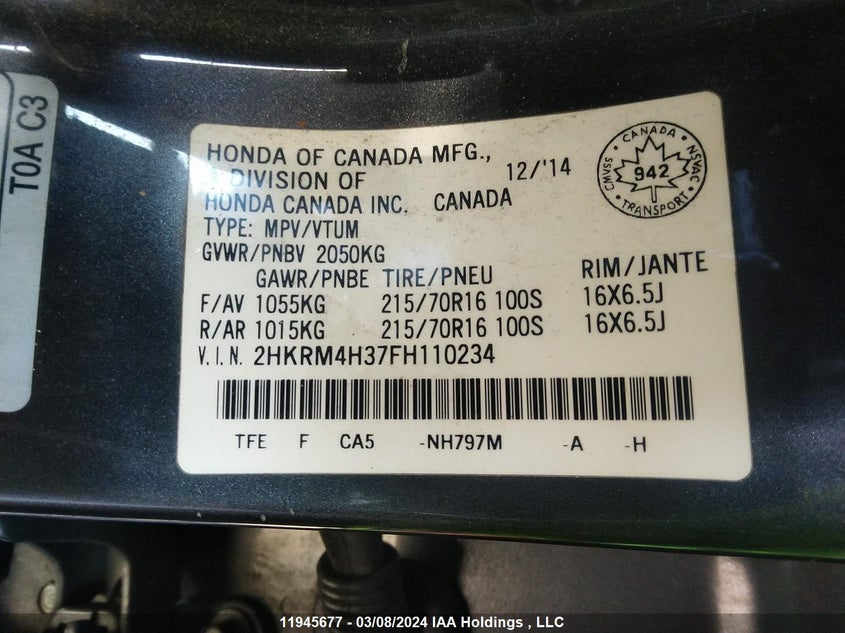 T0A C3
HONDA OF CANADA MFG., 12/'14
A DIVISION OF
HONDA CANADA INC. CANADA
TYPE: MPV/VTUM
GVWR/PNBV 2050KG
GAWR/PNBE TIRE/PNEU RIM/JANTE
F/AV 1055KG 215/70R16 100S 16X6.5J
R/AR 1015KG 215/70R16 100S 16X6.5J
V.I.N. 2HKRM4H37FH110234
TFE F CA5 -NH797M -A -H
CANADA
CMVSS 942 NSVAC
TRANSPORT
11945677 - 03/08/2024 IAA Holdings , LLC